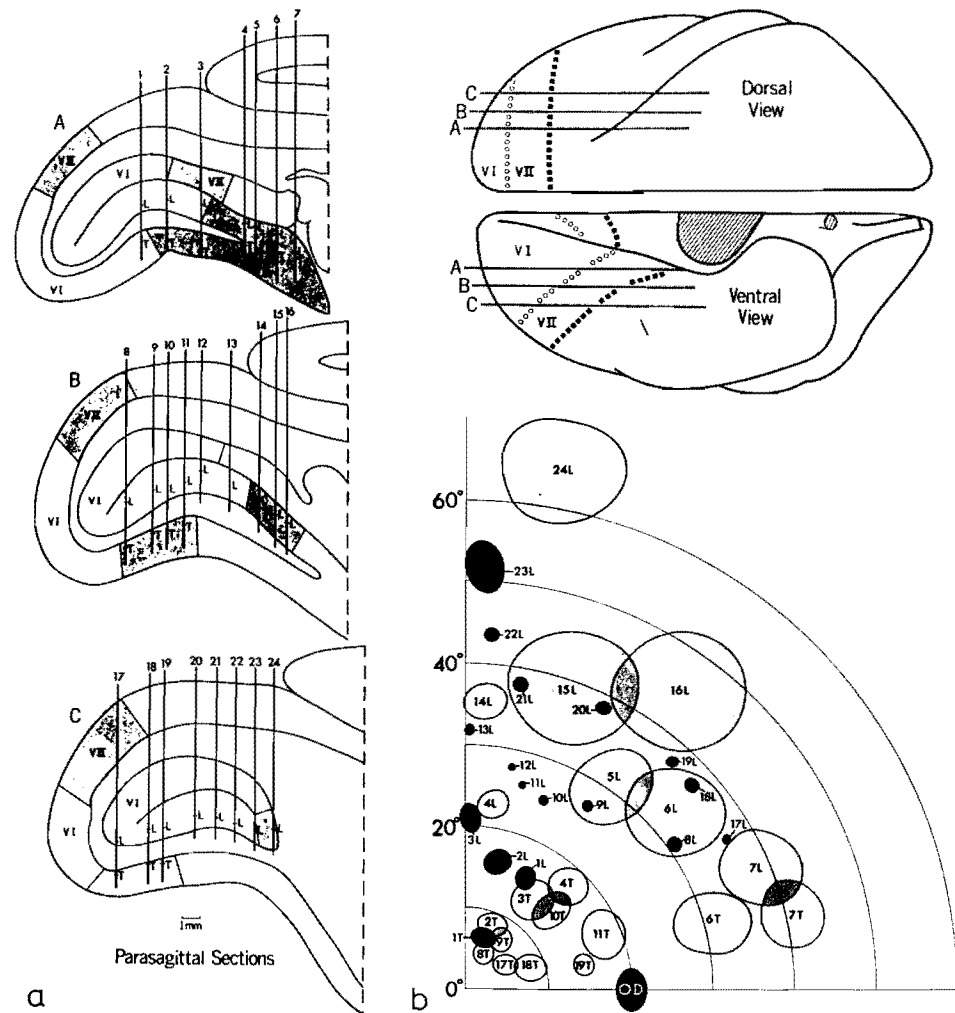 1 2 3 4 5 6 7
A
VII
VI
VII
L L L L
T T T T
VI
8 9 10 11 12 13 14 15 16
B
VII
VI
L L L L L L L L
VI
T T T T
17 18 19 20 21 22 23 24
C
VII
VI
L L L L L L L L
VI
T T T
1mm
Parasagittal Sections
a
C
B
A
VI VII
Dorsal
View
VI
A
B
C
VII
Ventral
View
60°
24L
23L
22L
40°
21L
15L
20L
16L
14L
13L
19L
12L
11L
10L
9L
5L
6L
18L
4L
20°
3L
8L
17L
2L
1L
7L
3T
4T
10T
2T
1T
9T
11T
6T
7T
8T
17T
18T
19T
0°
OD
b